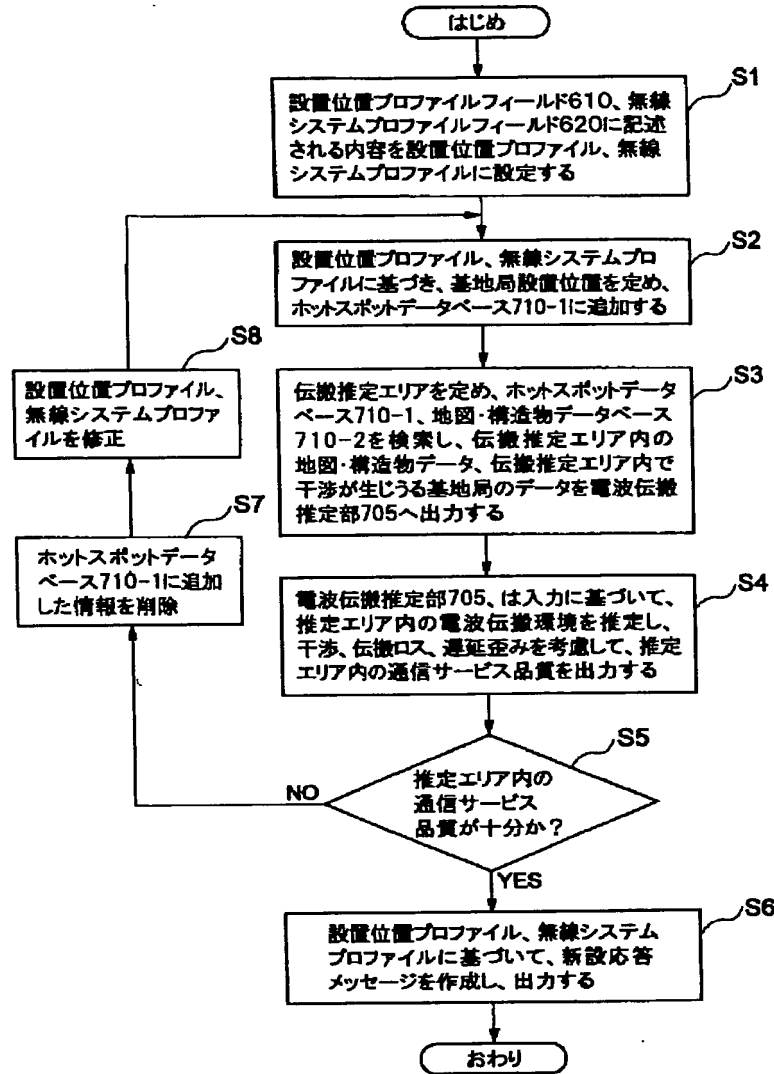 はじめ
S1
設置位置プロファイルフィールド610、無線
システムプロファイルフィールド620に記述
される内容を設置位置プロファイル、無線
システムプロファイルに設定する
S2
設置位置プロファイル、無線システムプロ
ファイルに基づき、基地局設置位置を定め、
ホットスポットデータベース710-1に追加する
S3
伝搬推定エリアを定め、ホットスポットデータ
ベース710-1、地図・構造物データベース
710-2を検索し、伝搬推定エリア内の
地図・構造物データ、伝搬推定エリア内で
干渉が生じうる基地局のデータを電波伝搬
推定部705へ出力する
S4
電波伝搬推定部705、は入力に基づいて、
推定エリア内の電波伝搬環境を推定し、
干渉、伝搬ロス、遅延歪みを考慮して、推定
エリア内の通信サービス品質を出力する
S5
推定エリア内の
通信サービス
品質が十分か？
NO
YES
S6
設置位置プロファイル、無線システム
プロファイルに基づいて、新設応答
メッセージを作成し、出力する
おわり
S7
ホットスポットデータ
ベース710-1に追加
した情報を削除
S8
設置位置プロファイル、
無線システムプロファ
イルを修正